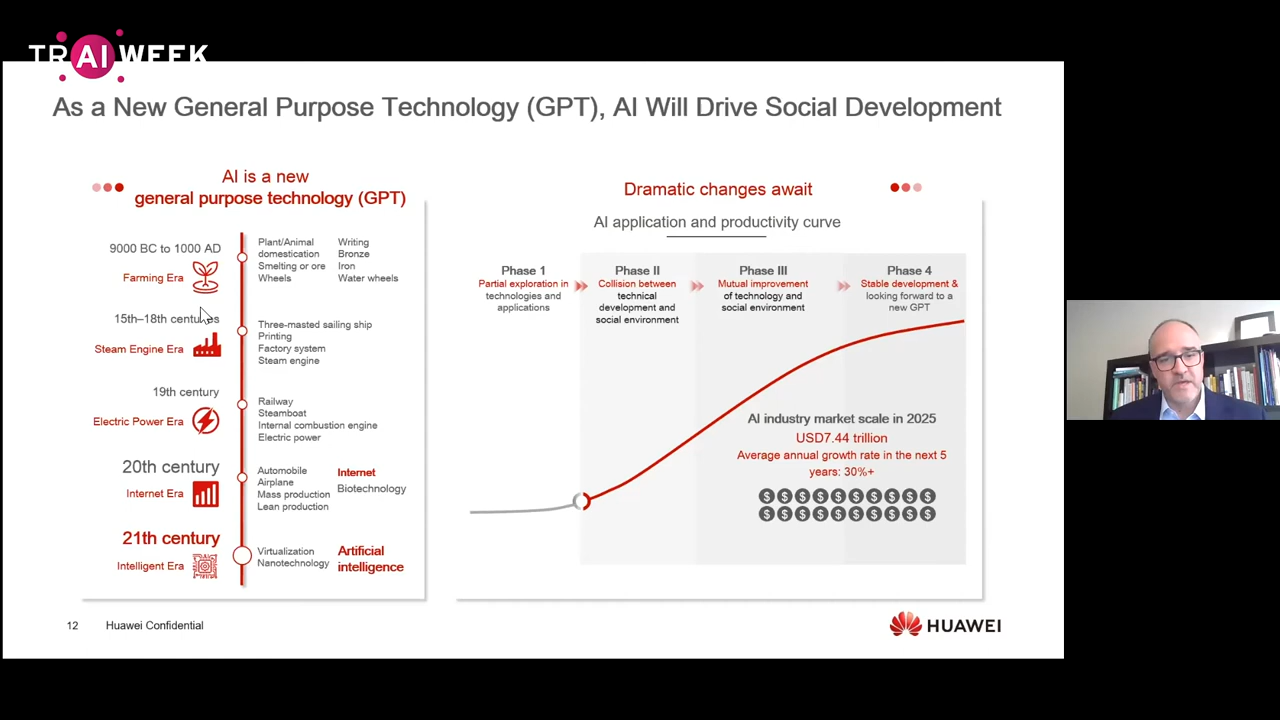 TRAI WEEK
As a New General Purpose Technology (GPT), AI Will Drive Social Development
AI is a new
general purpose technology (GPT)
9000 BC to 1000 AD
Farming Era
Plant/Animal
domestication
Smelting or ore
Wheels
Writing
Bronze
Iron
Water wheels
15th–18th centuries
Steam Engine Era
Three-masted sailing ship
Printing
Factory system
Steam engine
19th century
Electric Power Era
Railway
Steamboat
Internal combustion engine
Electric power
20th century
Internet Era
Automobile
Airplane
Mass production
Lean production
Internet
Biotechnology
21th century
Intelligent Era
Virtualization
Nanotechnology
Artificial
intelligence
Dramatic changes await
AI application and productivity curve
Phase 1
Partial exploration in
technologies and
applications
Phase II
Collision between
technical
development and
social environment
Phase III
Mutual improvement
of technology and
social environment
Phase 4
Stable development &
looking forward to a
new GPT
AI industry market scale in 2025
USD7.44 trillion
Average annual growth rate in the next 5
years: 30%+
$ $ $ $ $ $ $ $ $ $
$ $ $ $ $ $ $ $ $ $
12 Huawei Confidential
HUAWEI